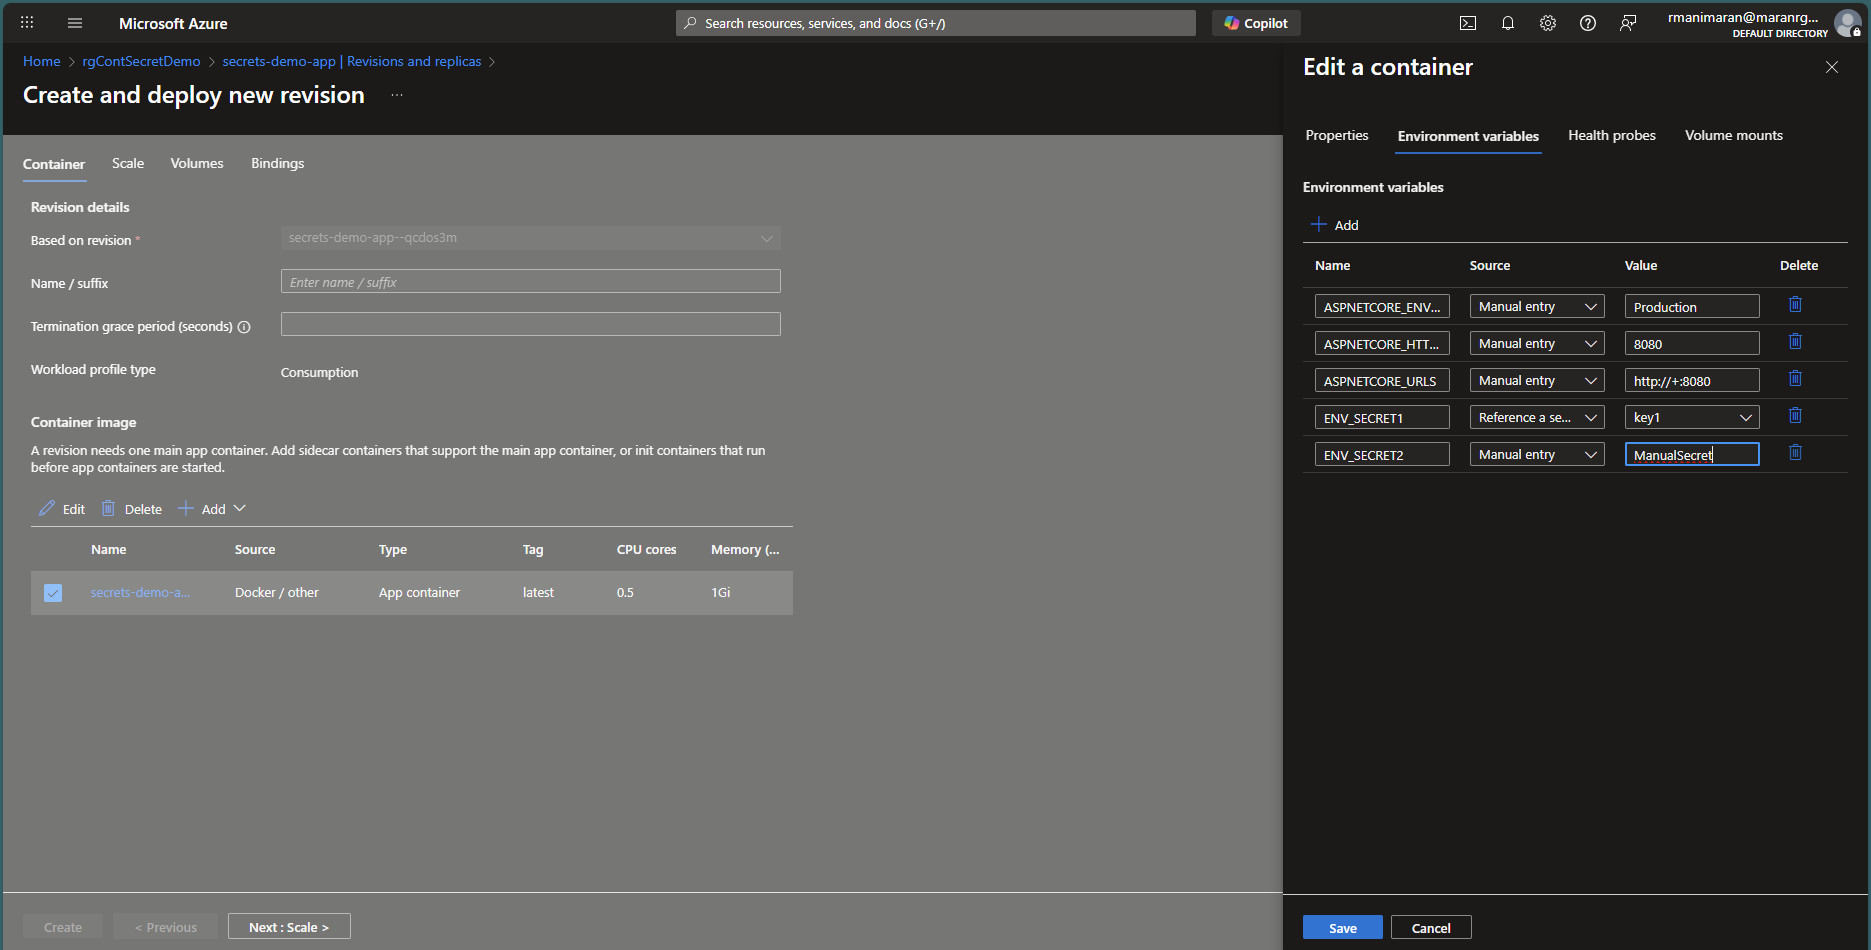 Microsoft Azure
Search resources, services, and docs (G+/)
Copilot
rmanimaran@maranrg...
DEFAULT DIRECTORY
Home > rgContSecretDemo > secrets-demo-app | Revisions and replicas >
Create and deploy new revision ...
Container Scale Volumes Bindings
Revision details
Based on revision * secrets-demo-app--qcdos3m
Name / suffix Enter name / suffix
Termination grace period (seconds)
Workload profile type Consumption
Container image
A revision needs one main app container. Add sidecar containers that support the main app container, or init containers that run
before app containers are started.
Edit Delete Add
Name Source Type Tag CPU cores Memory (...
secrets-demo-a... Docker / other App container latest 0.5 1Gi
Create < Previous Next : Scale >
Edit a container
Properties Environment variables Health probes Volume mounts
Environment variables
Add
Name Source Value Delete
ASPNETCORE_ENV... Manual entry Production
ASPNETCORE_HTT... Manual entry 8080
ASPNETCORE_URLS Manual entry http://+:8080
ENV_SECRET1 Reference a se... key1
ENV_SECRET2 Manual entry ManualSecret
Save Cancel